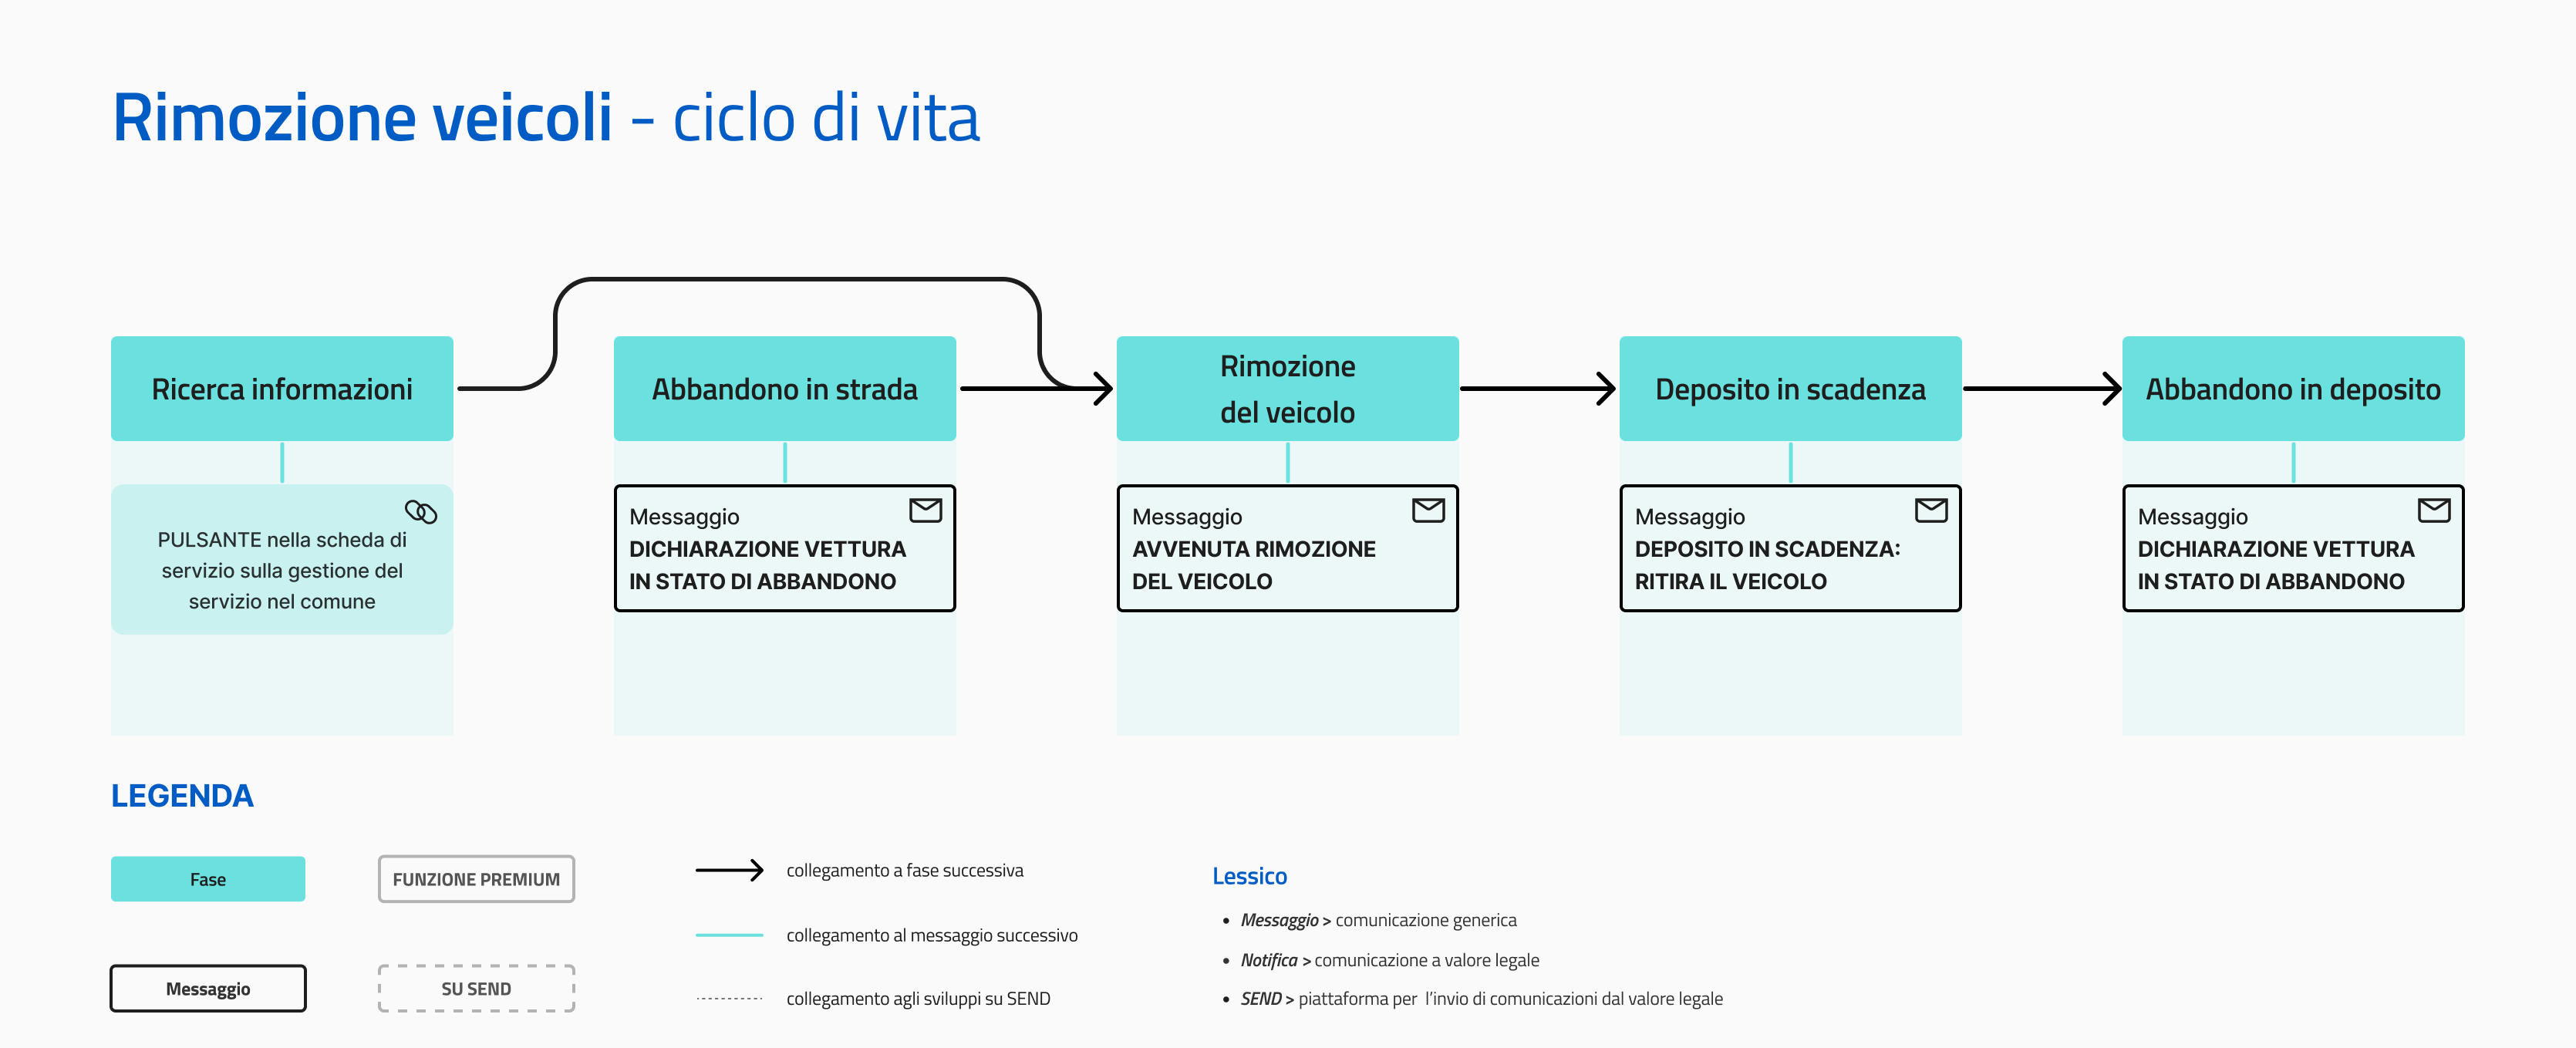 Rimozione veicoli - ciclo di vita
Ricerca informazioni
PULSANTE nella scheda di
servizio sulla gestione del
servizio nel comune
Abbandono in strada
Messaggio
DICHIARAZIONE VETTURA
IN STATO DI ABBANDONO
Rimozione
del veicolo
Messaggio
AVVENUTA RIMOZIONE
DEL VEICOLO
Deposito in scadenza
Messaggio
DEPOSITO IN SCADENZA:
RITIRA IL VEICOLO
Abbandono in deposito
Messaggio
DICHIARAZIONE VETTURA
IN STATO DI ABBANDONO
LEGENDA
Fase
FUNZIONE PREMIUM
Messaggio
SU SEND
collegamento a fase successiva
collegamento al messaggio successivo
collegamento agli sviluppi su SEND
Lessico
• Messaggio > comunicazione generica
• Notifica > comunicazione a valore legale
• SEND > piattaforma per l'invio di comunicazioni dal valore legale